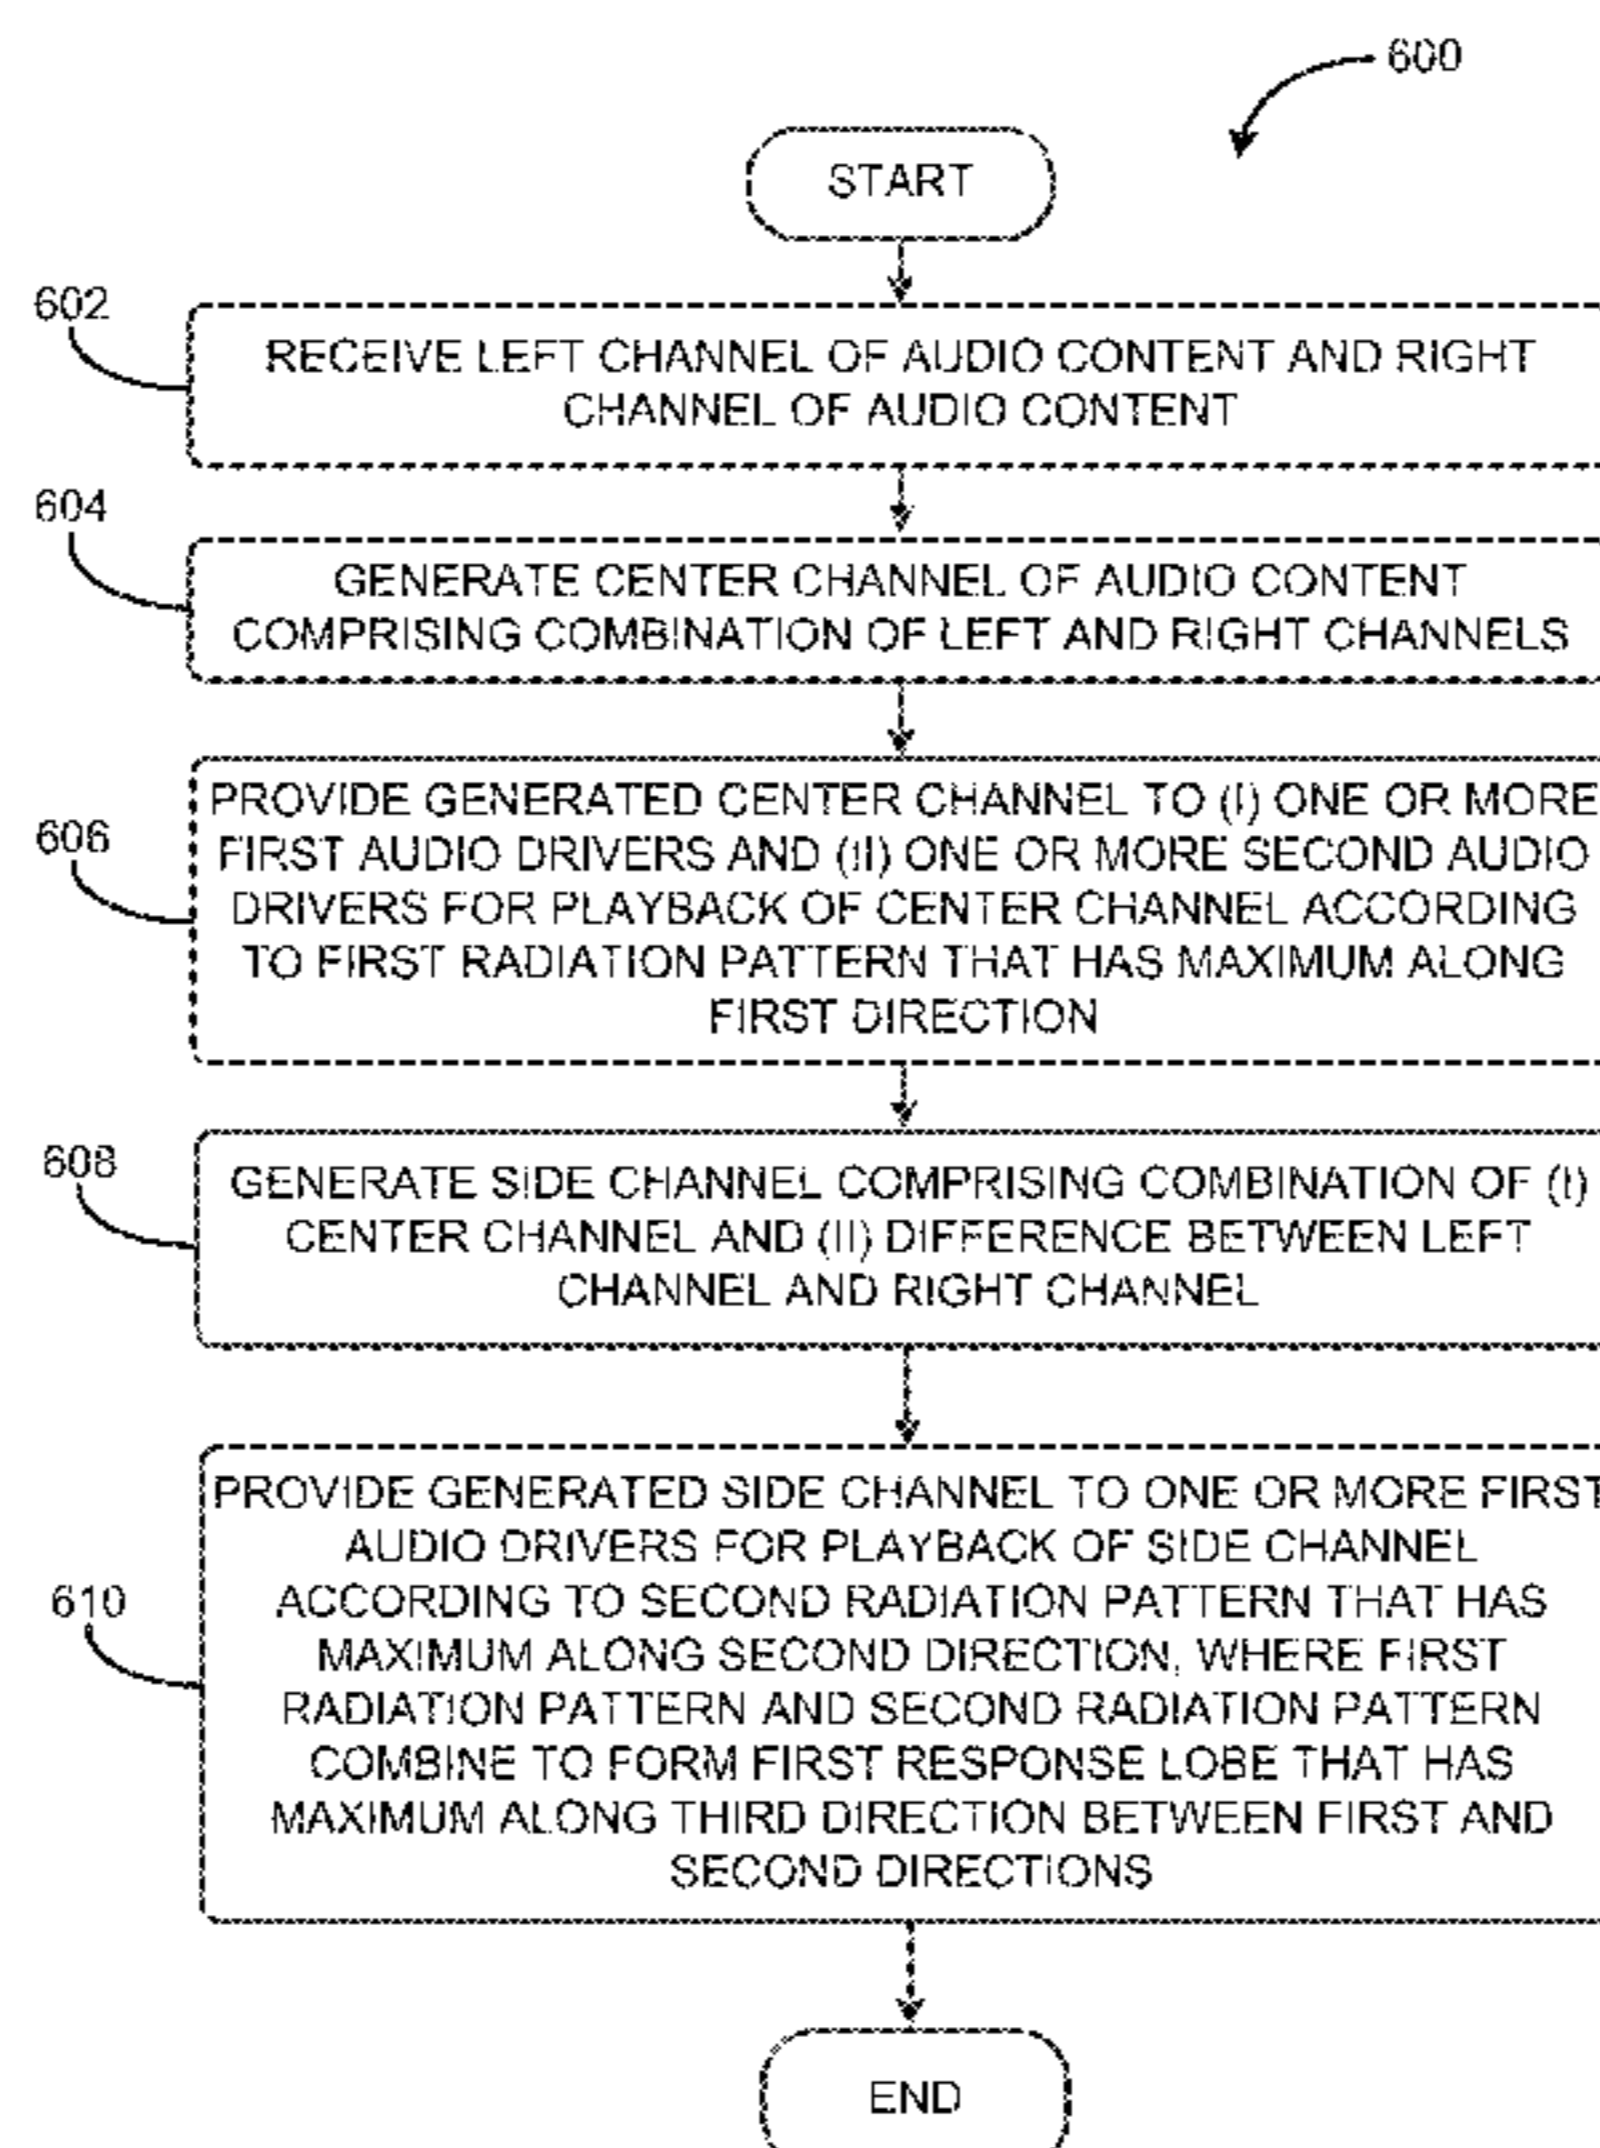 600
START
602
RECEIVE LEFT CHANNEL OF AUDIO CONTENT AND RIGHT
CHANNEL OF AUDIO CONTENT
604
GENERATE CENTER CHANNEL OF AUDIO CONTENT
COMPRISING COMBINATION OF LEFT AND RIGHT CHANNELS
606
PROVIDE GENERATED CENTER CHANNEL TO (I) ONE OR MORE
FIRST AUDIO DRIVERS AND (II) ONE OR MORE SECOND AUDIO
DRIVERS FOR PLAYBACK OF CENTER CHANNEL ACCORDING
TO FIRST RADIATION PATTERN THAT HAS MAXIMUM ALONG
FIRST DIRECTION
608
GENERATE SIDE CHANNEL COMPRISING COMBINATION OF (I)
CENTER CHANNEL AND (II) DIFFERENCE BETWEEN LEFT
CHANNEL AND RIGHT CHANNEL
610
PROVIDE GENERATED SIDE CHANNEL TO ONE OR MORE FIRST
AUDIO DRIVERS FOR PLAYBACK OF SIDE CHANNEL
ACCORDING TO SECOND RADIATION PATTERN THAT HAS
MAXIMUM ALONG SECOND DIRECTION, WHERE FIRST
RADIATION PATTERN AND SECOND RADIATION PATTERN
COMBINE TO FORM FIRST RESPONSE LOBE THAT HAS
MAXIMUM ALONG THIRD DIRECTION BETWEEN FIRST AND
SECOND DIRECTIONS
END